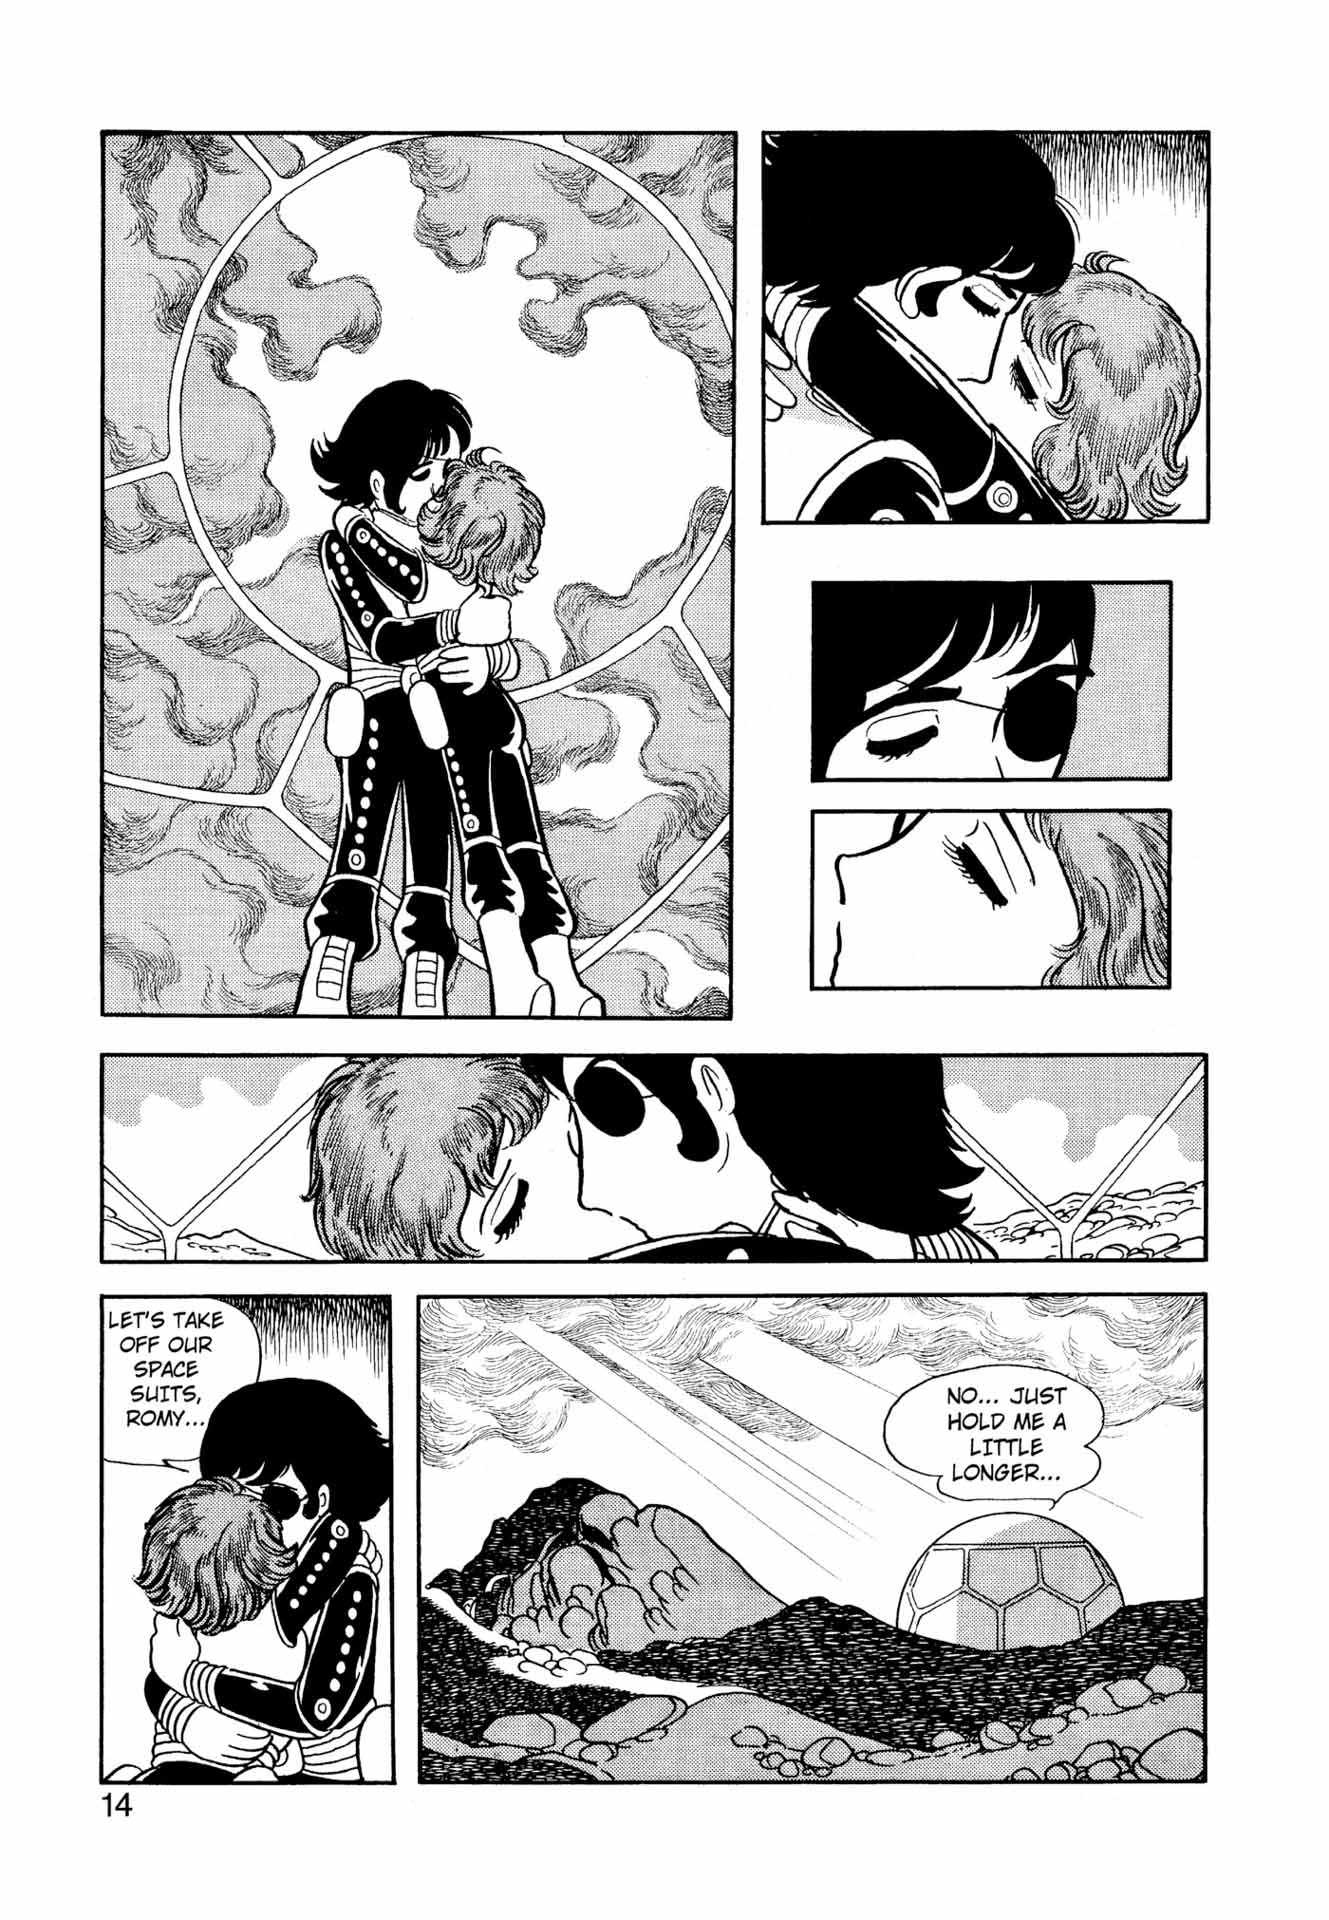 LET'S TAKE
OFF OUR
SPACE
SUITS,
ROMY...
NO... JUST
HOLD ME A
LITTLE
LONGER...
14